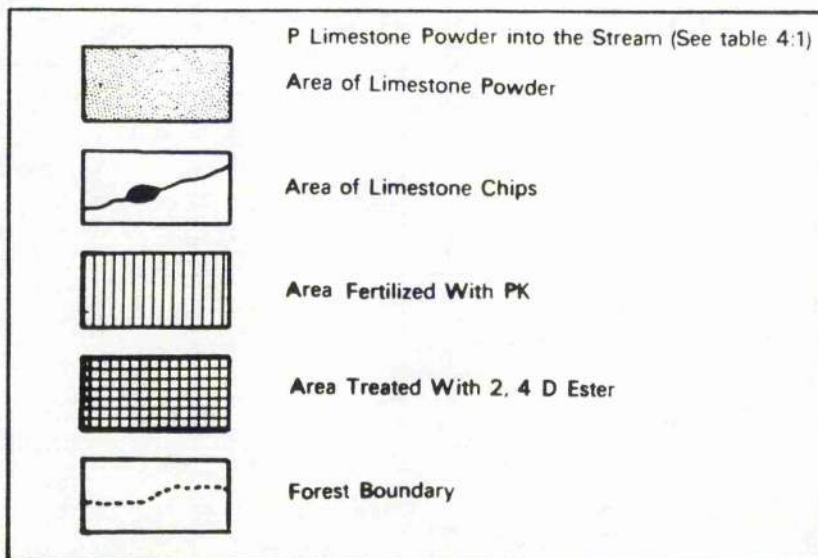 P Limestone Powder into the Stream (See table 4:1)
Area of Limestone Powder
Area of Limestone Chips
Area Fertilized With PK
Area Treated With 2, 4 D Ester
Forest Boundary